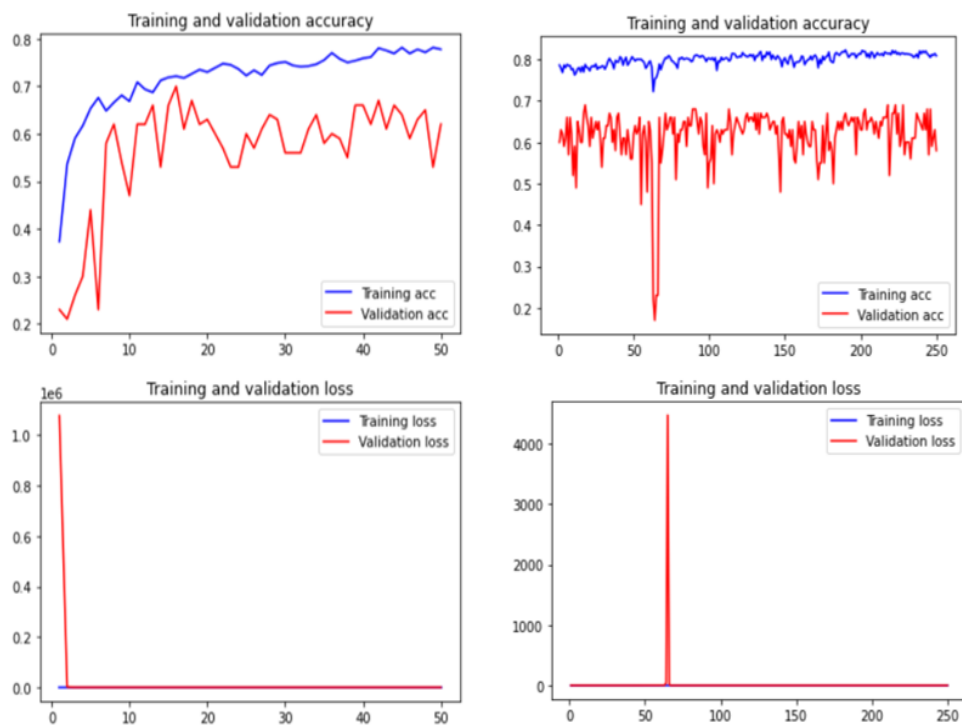 Training and validation accuracy
0.8
0.7
0.6
0.5
0.4
0.3
0.2
Training acc
Validation acc
0 10 20 30 40 50
Training and validation accuracy
0.8
0.7
0.6
0.5
0.4
0.3
0.2
Training acc
Validation acc
0 50 100 150 200 250
Training and validation loss
1e6
1.0
0.8
0.6
0.4
0.2
0.0
Training loss
Validation loss
0 10 20 30 40 50
Training and validation loss
4000
3000
2000
1000
0
Training loss
Validation loss
0 50 100 150 200 250